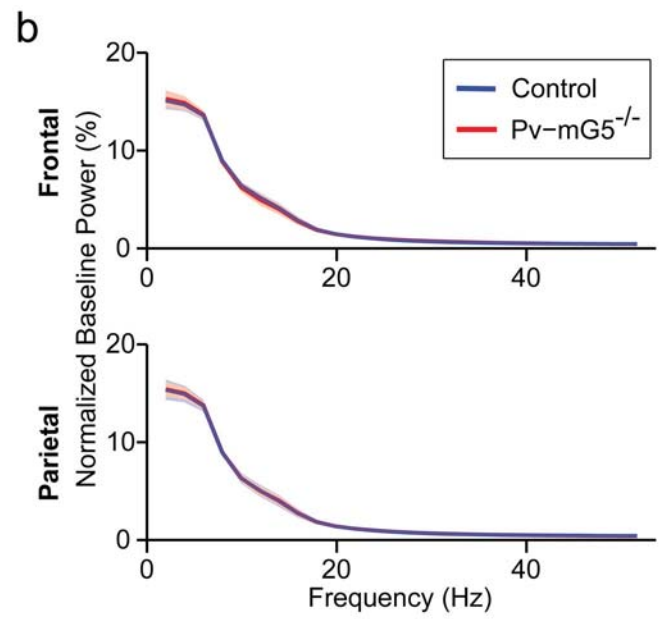 b
20
10
0
0
20
40
Frontal
Control
Pv−mG5-/-
Normalized Baseline Power (%)
20
10
0
0
20
40
Parietal
Frequency (Hz)